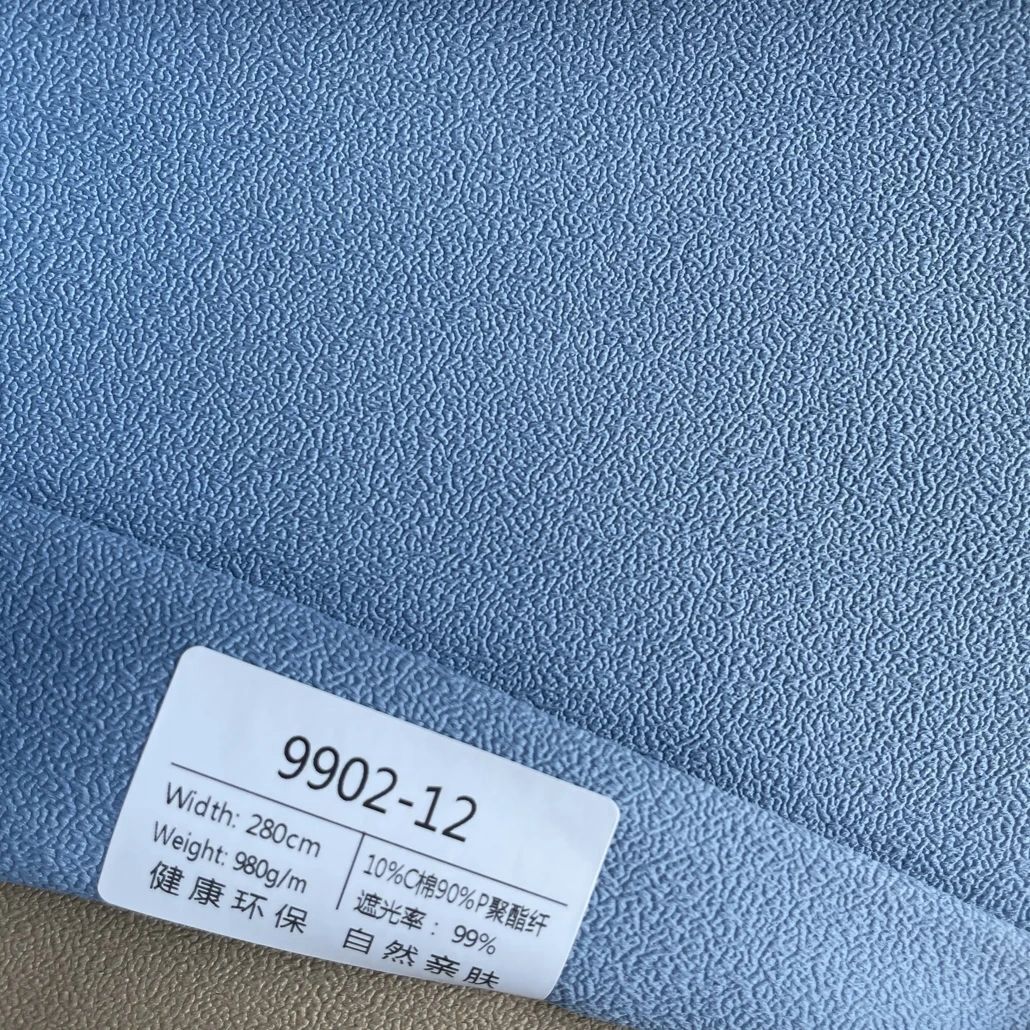 9902-12
Width: 280cm
Weight: 980g/m
10%C棉90%P聚酯纤
遮光率： 99%
健康环保 自然亲肤